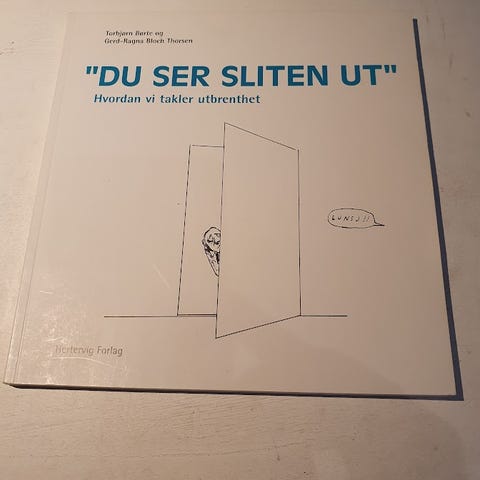 Torbjørn Børte og
Gerd-Ragna Bloch Thorsen
"DU SER SLITEN UT"
Hvordan vi takler utbrenthet
LUNSJ!!
Hertervig Forlag